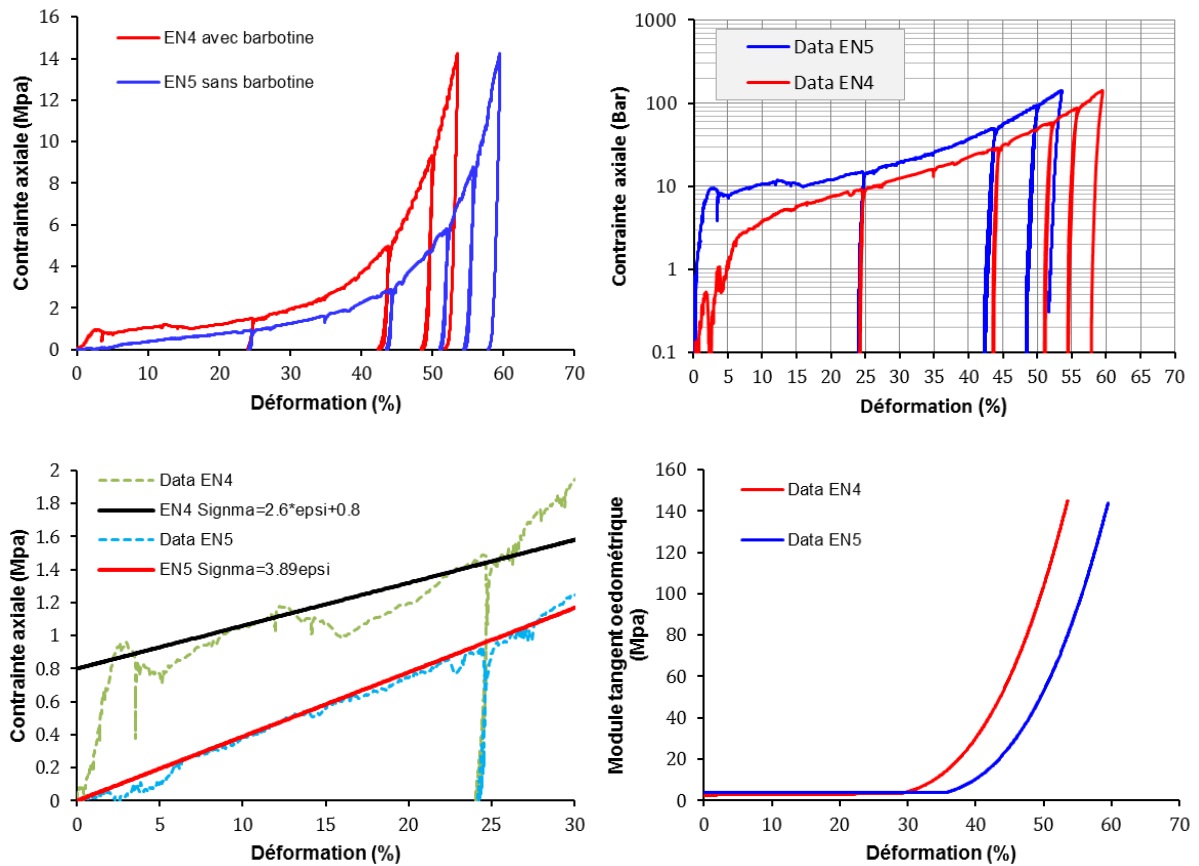 Contrainte axiale (Mpa)
16
14
12
10
8
6
4
2
0
EN4 avec barbotine
EN5 sans barbotine
0 10 20 30 40 50 60 70
Déformation (%)
Contrainte axiale (Bar)
1000
100
10
1
0.1
Data EN5
Data EN4
0 5 10 15 20 25 30 35 40 45 50 55 60 65 70
Déformation (%)
Contrainte axiale (Mpa)
2
1.8
1.6
1.4
1.2
1
0.8
0.6
0.4
0.2
0
Data EN4
EN4 Signma=2.6*epsi+0.8
Data EN5
EN5 Signma=3.89epsi
0 5 10 15 20 25 30
Déformation (%)
Module tangent oedométrique
(Mpa)
160
140
120
100
80
60
40
20
0
Data EN4
Data EN5
0 10 20 30 40 50 60 70
Déformation (%)